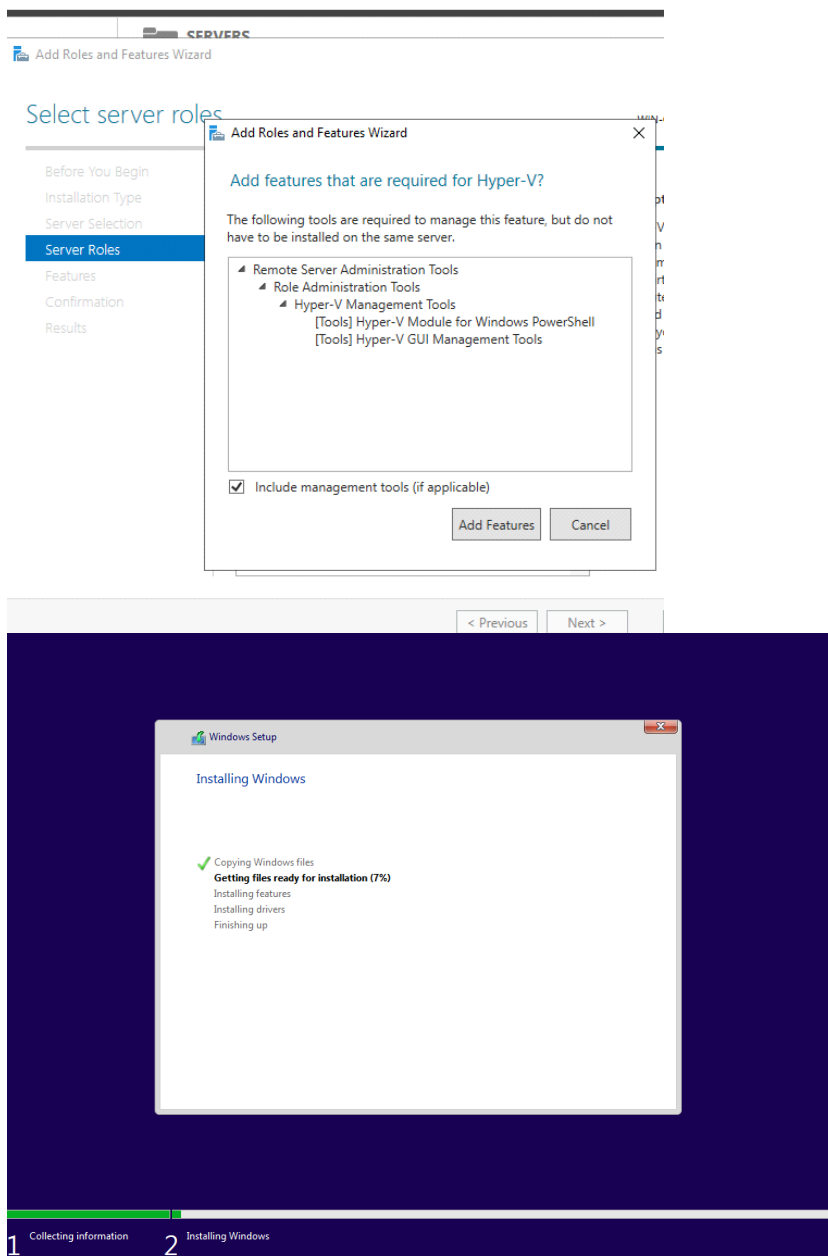 SERVERS
Add Roles and Features Wizard
Select server roles
Add Roles and Features Wizard
Before You Begin
Installation Type
Server Selection
Server Roles
Features
Confirmation
Results
Add features that are required for Hyper-V?
The following tools are required to manage this feature, but do not
have to be installed on the same server.
Remote Server Administration Tools
Role Administration Tools
Hyper-V Management Tools
[Tools] Hyper-V Module for Windows PowerShell
[Tools] Hyper-V GUI Management Tools
Include management tools (if applicable)
Add Features Cancel
< Previous Next >
Windows Setup
Installing Windows
Copying Windows files
Getting files ready for installation (7%)
Installing features
Installing drivers
Finishing up
1 Collecting information 2 Installing Windows